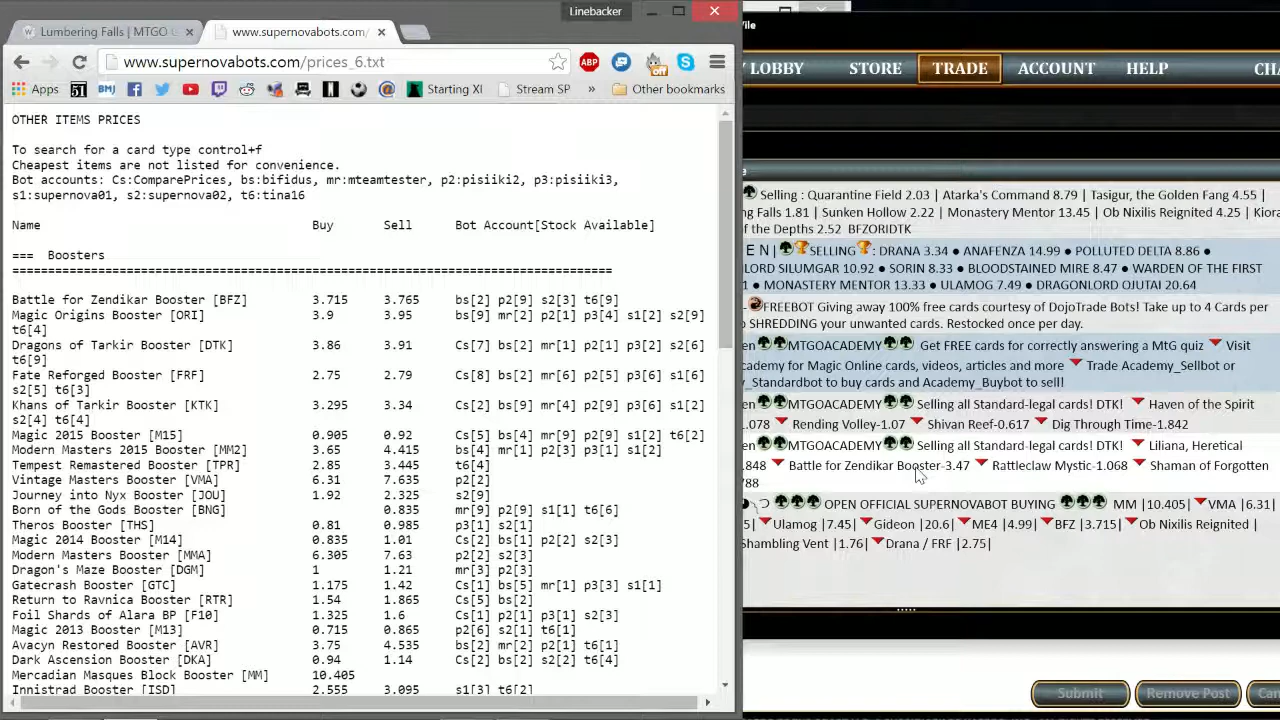 Linebacker
mbering Falls | MTGO
www.supernovabots.com/
www.supernovabots.com/prices_6.txt
ABP
Off
Apps
51
BMJ
Starting XI
Stream SP
»
Other bookmarks
OTHER ITEMS PRICES
To search for a card type control+f
Cheapest items are not listed for convenience.
Bot accounts: Cs:ComparePrices, bs:bifidus, mr:mteamtester, p2:pisiiki2, p3:pisiiki3,
s1:supernova01, s2:supernova02, t6:tina16
Name Buy Sell Bot Account[Stock Available]
=== Boosters
===================================================================================
Battle for Zendikar Booster [BFZ] 3.715 3.765 bs[2] p2[9] s2[3] t6[9]
Magic Origins Booster [ORI] 3.9 3.95 bs[9] mr[2] p2[1] p3[4] s1[2] s2[9]
t6[4]
Dragons of Tarkir Booster [DTK] 3.86 3.91 Cs[7] bs[2] mr[1] p2[1] p3[2] s2[6]
t6[9]
Fate Reforged Booster [FRF] 2.75 2.79 Cs[8] bs[2] mr[6] p2[5] p3[6] s1[6]
s2[5] t6[3]
Khans of Tarkir Booster [KTK] 3.295 3.34 Cs[2] bs[9] mr[4] p2[9] p3[6] s1[2]
s2[4] t6[4]
Magic 2015 Booster [M15] 0.905 0.92 Cs[5] bs[4] mr[9] p2[9] s1[2] t6[2]
Modern Masters 2015 Booster [MM2] 3.65 4.415 bs[4] mr[2] p2[3] p3[1] s1[2]
Tempest Remastered Booster [TPR] 2.85 3.445 t6[4]
Vintage Masters Booster [VMA] 6.31 7.635 p2[2]
Journey into Nyx Booster [JOU] 1.92 2.325 s2[9]
Born of the Gods Booster [BNG] 0.835 mr[9] p2[9] s1[1] t6[6]
Theros Booster [THS] 0.81 0.985 p3[1] s2[1]
Magic 2014 Booster [M14] 0.835 1.01 Cs[2] bs[1] p2[2] s2[3]
Modern Masters Booster [MMA] 6.305 7.63 p2[2] s2[3]
Dragon's Maze Booster [DGM] 1 1.21 mr[3] p2[3]
Gatecrash Booster [GTC] 1.175 1.42 Cs[1] bs[5] mr[1] p3[3] s1[1]
Return to Ravnica Booster [RTR] 1.54 1.865 Cs[5] bs[2]
Foil Shards of Alara BP [F10] 1.325 1.6 Cs[1] p2[1] p3[1] s2[3]
Magic 2013 Booster [M13] 0.715 0.865 p2[6] s2[1] t6[1]
Avacyn Restored Booster [AVR] 3.75 4.535 bs[2] mr[2] p2[1] t6[1]
Dark Ascension Booster [DKA] 0.94 1.14 Cs[2] bs[2] s2[2] t6[4]
Mercadian Masques Block Booster [MM] 10.405
Innistrad Booster [ISD] 2.555 3.095 s1[3] t6[2]
File
LOBBY STORE TRADE ACCOUNT HELP CH
Selling : Quarantine Field 2.03 | Atarka's Command 8.79 | Tasigur, the Golden Fang 4.55 |
ng Falls 1.81 | Sunken Hollow 2.22 | Monastery Mentor 13.45 | Ob Nixilis Reignited 4.25 | Kiora
of the Depths 2.52 BFZORIDTK
E N | SELLING : DRANA 3.34 ● ANAFENZA 14.99 ● POLLUTED DELTA 8.86 ●
LORD SILUMGAR 10.92 ● SORIN 8.33 ● BLOODSTAINED MIRE 8.47 ● WARDEN OF THE FIRST
1 ● MONASTERY MENTOR 13.33 ● ULAMOG 7.49 ● DRAGONLORD OJUTAI 20.64
FREEBOT Giving away 100% free cards courtesy of DojoTrade Bots! Take up to 4 Cards per
SHREDDING your unwanted cards. Restocked once per day.
en MTGOACADEMY Get FREE cards for correctly answering a MtG quiz Visit
cademy for Magic Online cards, videos, articles and more Trade Academy_Sellbot or
_Standardbot to buy cards and Academy_Buybot to sell!
en MTGOACADEMY Selling all Standard-legal cards! DTK! Haven of the Spirit
1.078 Rending Volley-1.07 Shivan Reef-0.617 Dig Through Time-1.842
en MTGOACADEMY Selling all Standard-legal cards! DTK! Liliana, Heretical
.848 Battle for Zendikar Booster-3.47 Rattleclaw Mystic-1.068 Shaman of Forgotten
788
OPEN OFFICIAL SUPERNOVABOT BUYING MM |10.405| VMA |6.31|
5| Ulamog |7.45| Gideon |20.6| ME4 |4.99| BFZ |3.715| Ob Nixilis Reignited |
Shambling Vent |1.76| Drana / FRF |2.75|
Submit Remove Post Can